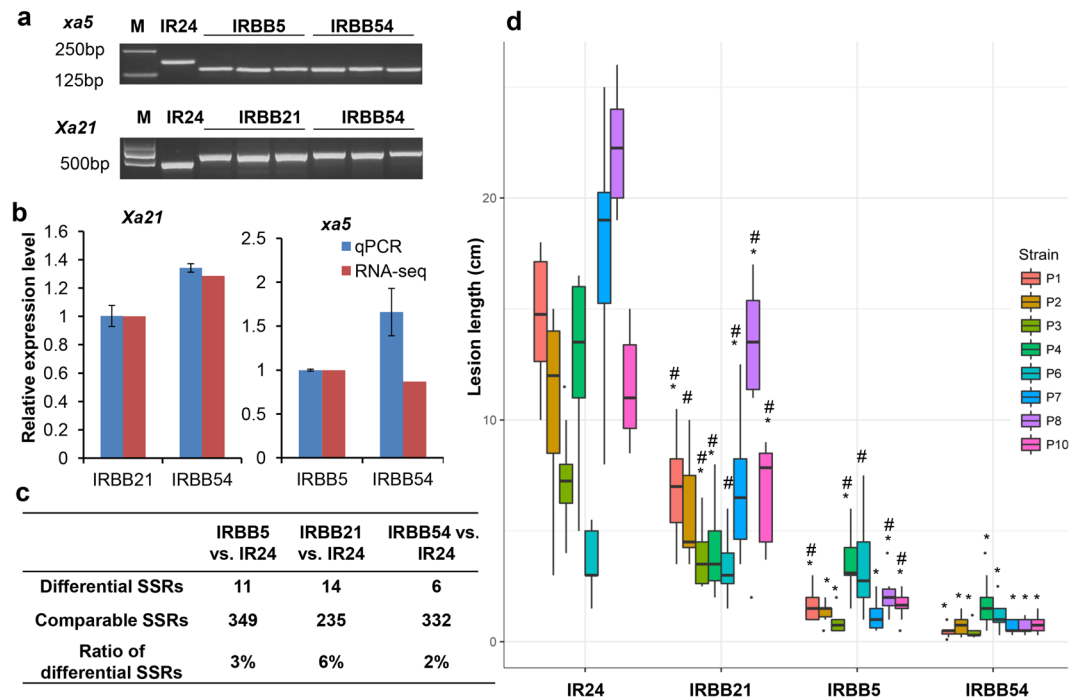 a
xa5
M IR24 IRBB5 IRBB54
250bp
125bp
Xa21
M IR24 IRBB21 IRBB54
500bp
b
Xa21
Relative expression level
1.6
1.4
1.2
1
0.8
0.6
0.4
0.2
0
IRBB21 IRBB54
xa5
qPCR
RNA-seq
2.5
2
1.5
1
0.5
0
IRBB5 IRBB54
c
IRBB5 vs. IR24 IRBB21 vs. IR24 IRBB54 vs. IR24
Differential SSRs 11 14 6
Comparable SSRs 349 235 332
Ratio of differential SSRs 3% 6% 2%
d
Lesion length (cm)
20
10
0
# * # # * # * # # * # * # *
# * * * # * # * # * # *
* * * * * * * *
IR24 IRBB21 IRBB5 IRBB54
Strain
P1
P2
P3
P4
P6
P7
P8
P10